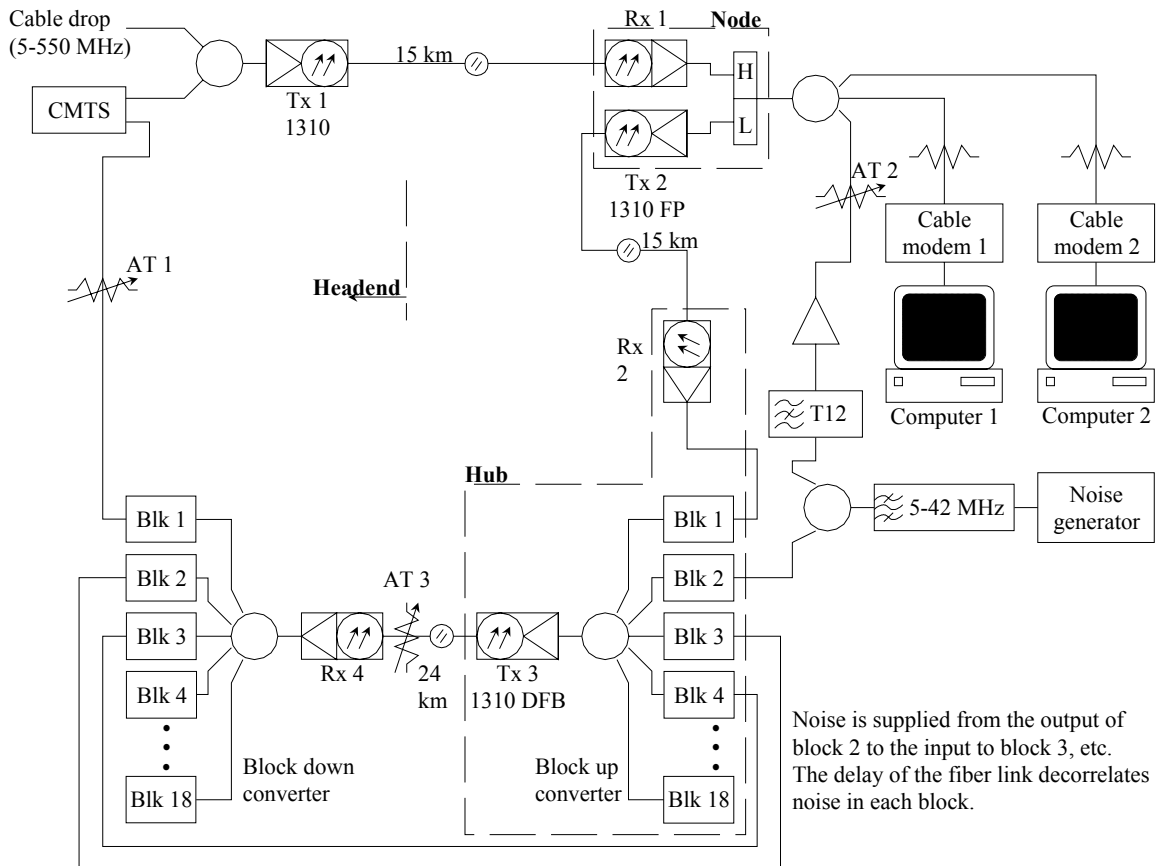 Cable drop
(5-550 MHz)
CMTS
Tx 1
1310
15 km
Rx 1
Node
H
L
Tx 2
1310 FP
15 km
AT 2
Cable
modem 1
Cable
modem 2
Computer 1
Computer 2
AT 1
Headend
Rx
2
T12
Hub
5-42 MHz
Noise
generator
Blk 1
Blk 2
Blk 3
Blk 4
Blk 18
Block down
converter
Rx 4
AT 3
24
km
Tx 3
1310 DFB
Block up
converter
Blk 1
Blk 2
Blk 3
Blk 4
Blk 18
Noise is supplied from the output of
block 2 to the input to block 3, etc.
The delay of the fiber link decorrelates
noise in each block.